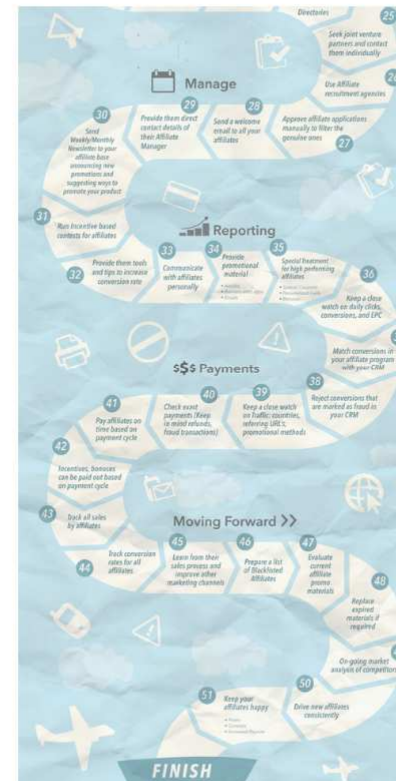 Directories
25
Seek joint venture
partners and contact
them individually
Use Affiliate
recruitment agencies
Manage
27
Approve affiliate applications
manually to filter the
genuine ones
28
Send a welcome
email to all your
affiliates
29
Provide them direct
contact details of
their Affiliate
Manager
30
Send
Weekly/Monthly
Newsletter to your
affiliate base
announcing new
promotions and
suggesting ways to
promote your product
31
Run Incentive based
contests for affiliates
32
Provide them tools
and tips to increase
conversion rate
Reporting
33
Communicate
with affiliates
personally
34
Provide
promotional
material
35
Special Treatment
for high performing
affiliates
36
Keep a close
watch on daily clicks,
conversions, and EPC
Match conversions in
your affiliate program
with your CRM
38
Reject conversions that
are marked as fraud in
your CRM
$$$ Payments
39
Keep a close watch
on Traffic: countries,
referring URL's,
promotional methods
40
Check exact
payments (Keep
in mind refunds,
fraud transactions)
41
Pay affiliates on
time based on
payment cycle
42
Incentives, bonuses
can be paid out based
on payment cycle
43
Track all sales
by affiliates
44
Track conversion
rates for all
affiliates
Moving Forward >>
45
Learn from then
sales process and
improve other
marketing channels
46
Prepare a list
of Blacklisted
Affiliates
47
Evaluate
current
affiliate
promo
materials
48
Replace
expired
materials if
required
On-going market
analysis of competitors
50
Drive new affiliates
consistently
51
Keep your
affiliates happy
FINISH